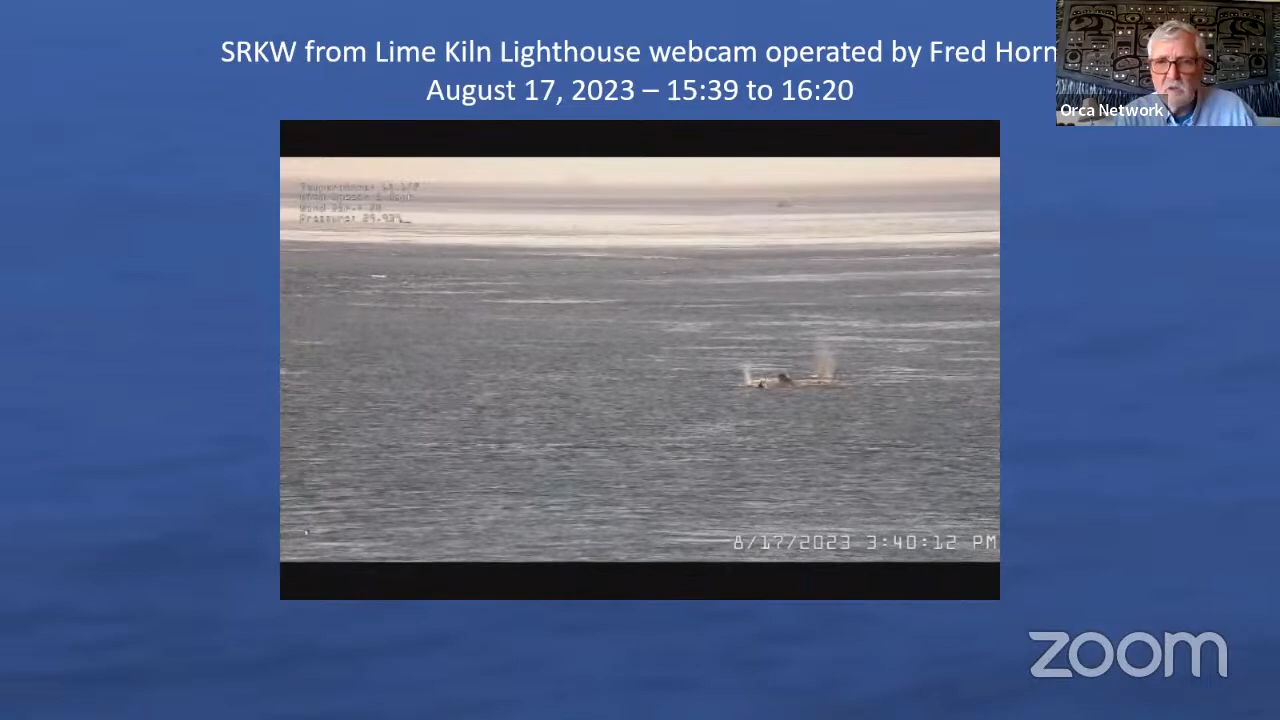 SRKW from Lime Kiln Lighthouse webcam operated by Fred Horn
August 17, 2023 – 15:39 to 16:20
Orca Network
Pressure:
8/17/2023 3:40:12 PM
zoom